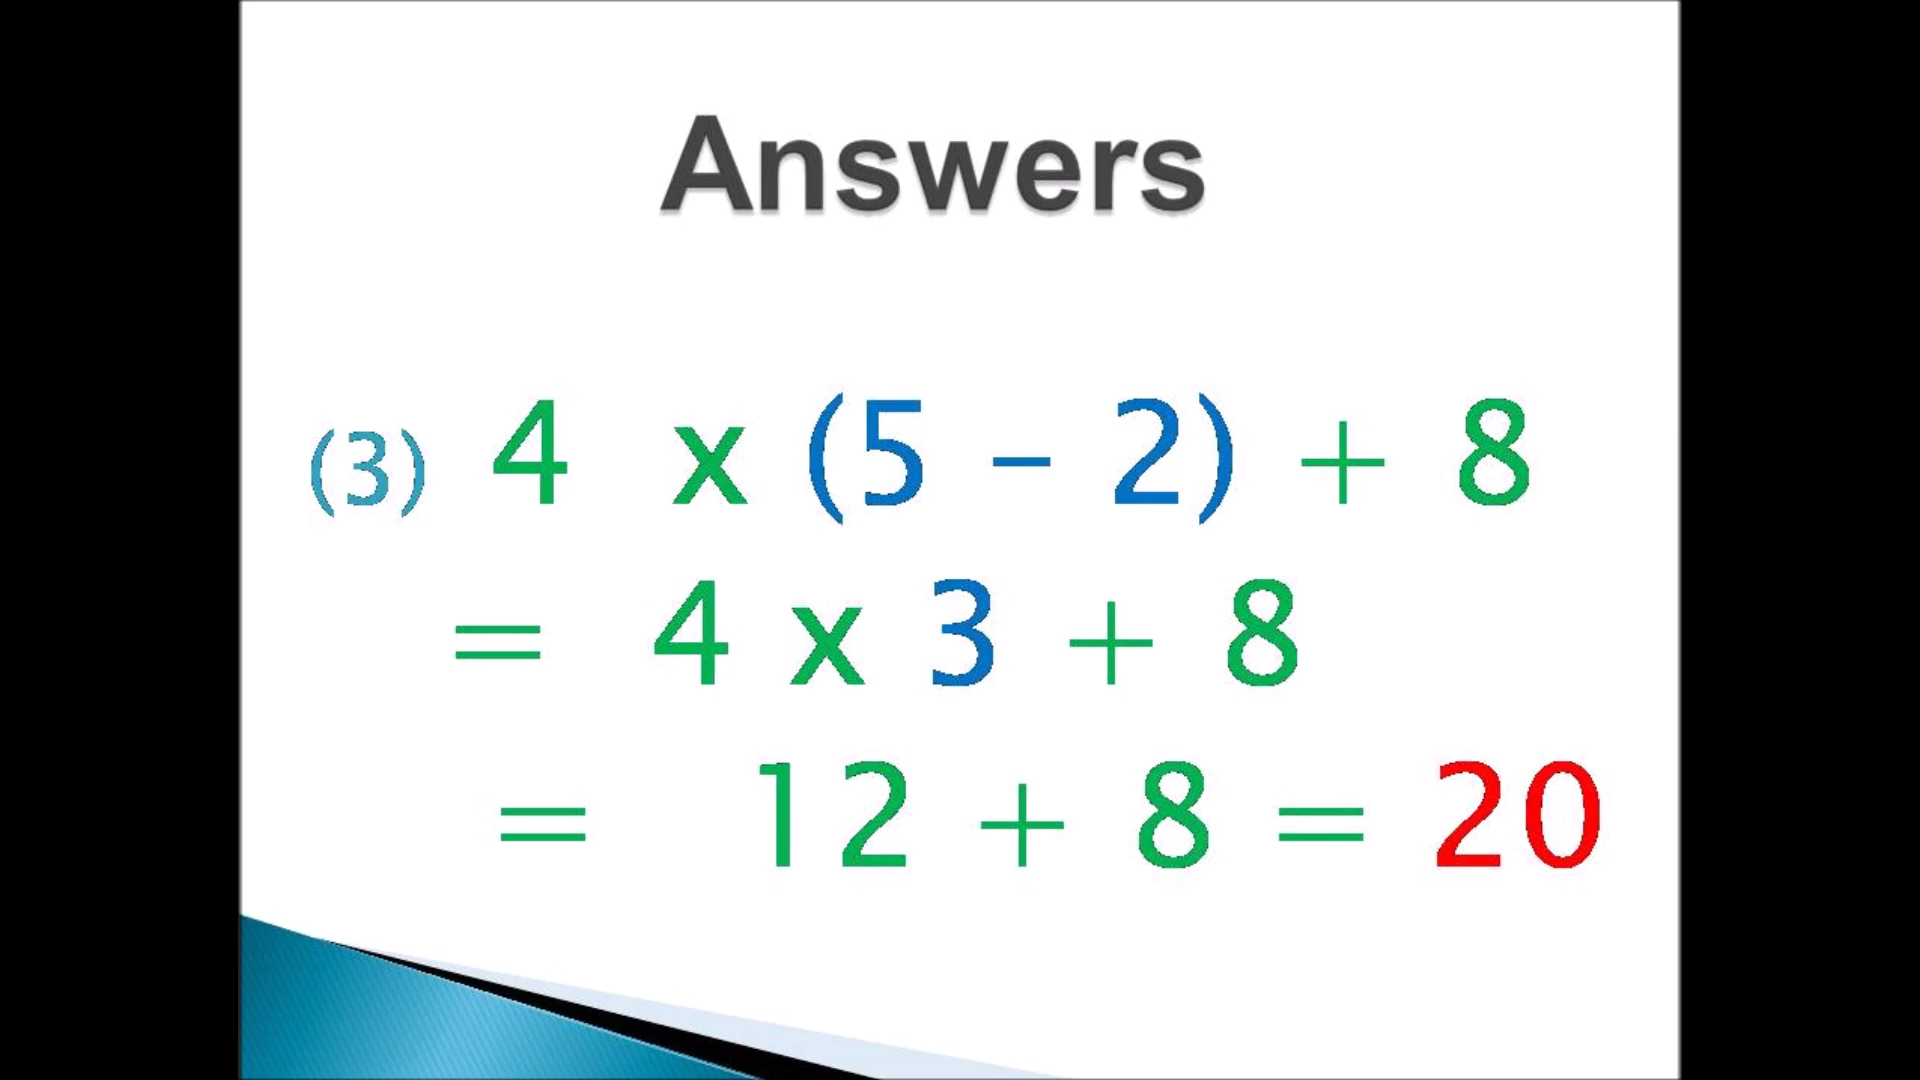 Answers
(3) 4 x (5 – 2) + 8
= 4 x 3 + 8
= 12 + 8 = 20